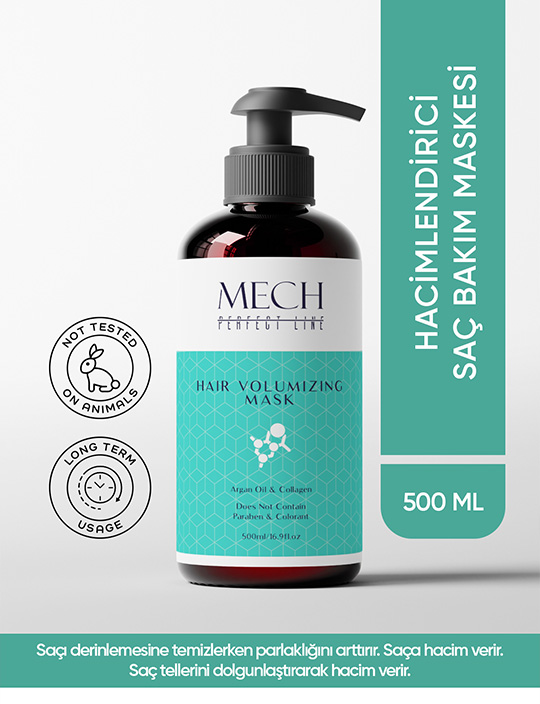 HACİMLENDİRİCİ
SAÇ BAKIM MASKESİ
500 ML
MECH
PERFECT LINE
HAIR VOLUMIZING
MASK
Argan Oil & Collagen
Does Not Contain
Paraben & Colorant
500ml/16.9fl.oz
NOT TESTED
ON ANIMALS
LONG TERM
USAGE
Saçı derinlemesine temizlerken parlaklığını arttırır. Saça hacim verir.
Saç tellerini dolgunlaştırarak hacim verir.